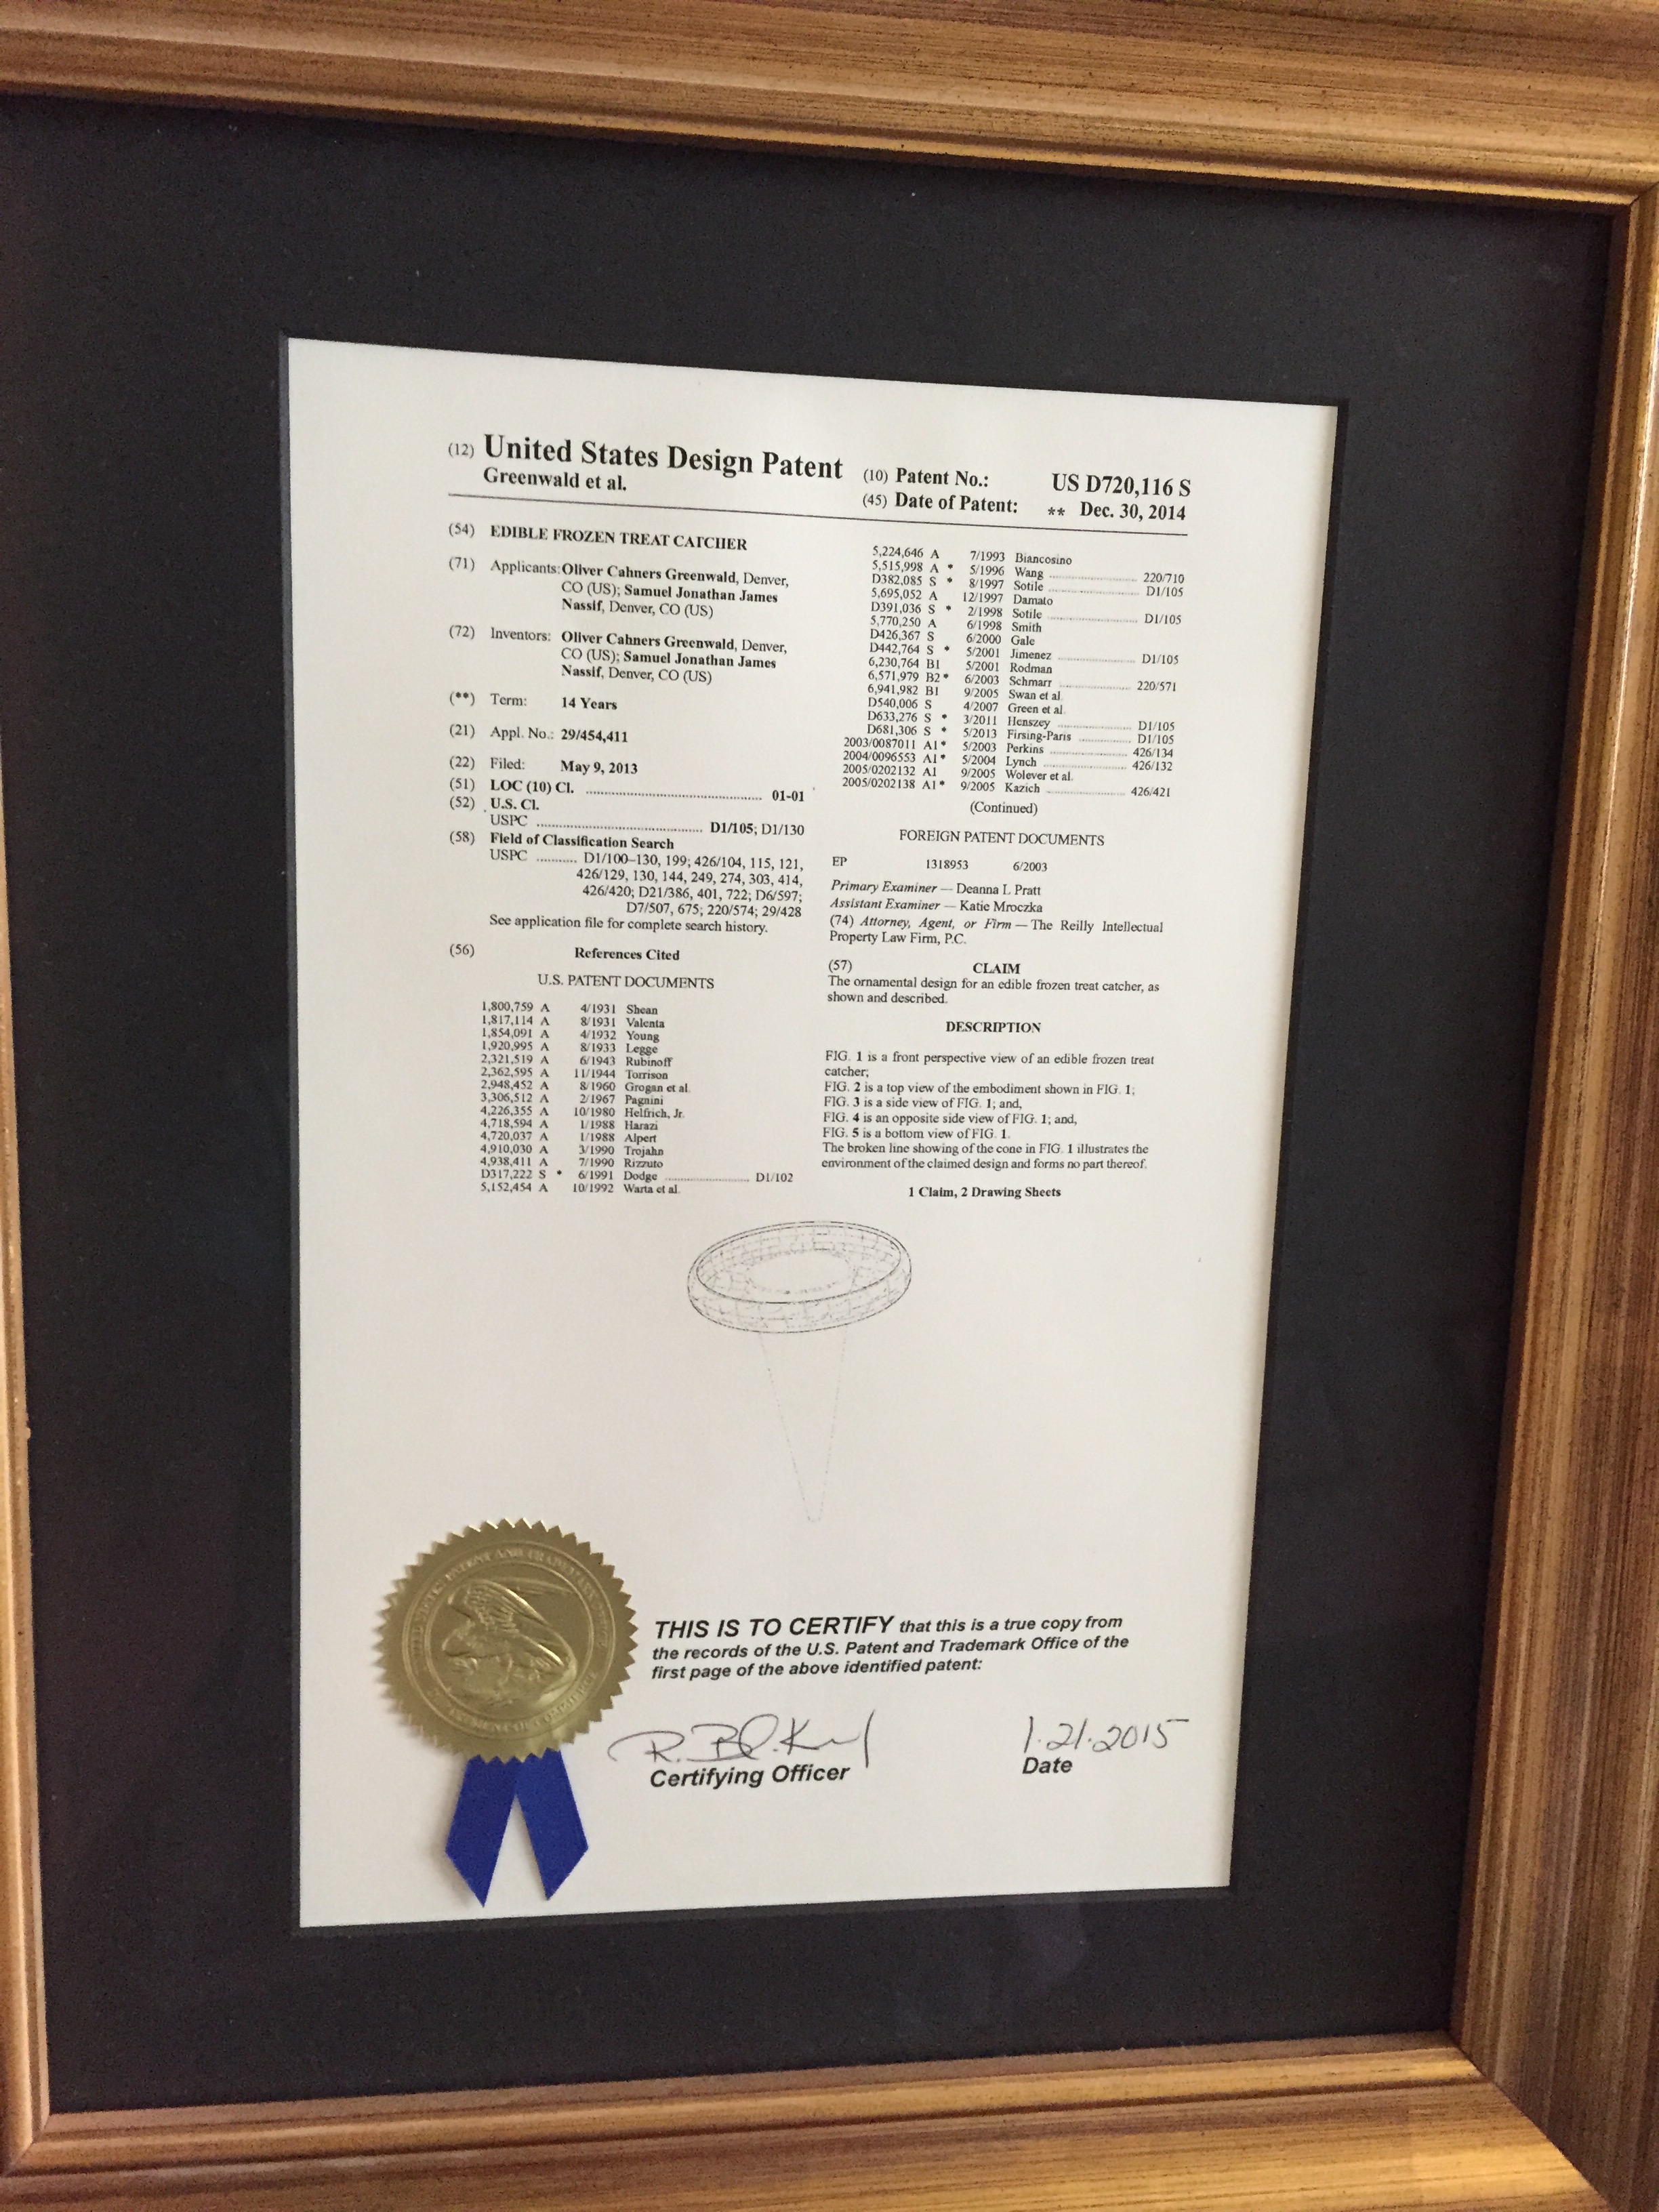 (12) United States Design Patent
Greenwald et al.
(10) Patent No.: US D720,116 S
(45) Date of Patent: ** Dec. 30, 2014
(54) EDIBLE FROZEN TREAT CATCHER
(71) Applicants: Oliver Cahners Greenwald, Denver,
CO (US); Samuel Jonathan James
Nassif, Denver, CO (US)
(72) Inventors: Oliver Cahners Greenwald, Denver,
CO (US); Samuel Jonathan James
Nassif, Denver, CO (US)
(**) Term: 14 Years
(21) Appl. No.: 29/454,411
(22) Filed: May 9, 2013
(51) LOC (10) Cl. .................................................. 01-01
(52) U.S. Cl.
USPC ............................................... D1/105; D1/130
(58) Field of Classification Search
USPC ........... D1/100–130, 199; 426/104, 115, 121,
426/129, 130, 144, 249, 274, 303, 414,
426/420; D21/386, 401, 722; D6/597;
D7/507, 675; 220/574; 29/428
See application file for complete search history.
(56) References Cited
U.S. PATENT DOCUMENTS
1,800,759 A 4/1931 Shean
1,817,114 A 8/1931 Valenta
1,854,091 A 4/1932 Young
1,920,995 A 8/1933 Legge
2,321,519 A 6/1943 Rubinoff
2,362,595 A 11/1944 Torrison
2,948,452 A 8/1960 Grogan et al.
3,306,512 A 2/1967 Pagnini
4,226,355 A 10/1980 Helfrich, Jr.
4,718,594 A 1/1988 Harazi
4,720,037 A 1/1988 Alpert
4,910,030 A 3/1990 Trojahn
4,938,411 A 7/1990 Rizzuto
D317,222 S * 6/1991 Dodge ........................ D1/102
5,152,454 A 10/1992 Warta et al.
5,224,646 A 7/1993 Biancosino
5,515,998 A * 5/1996 Wang ........................ 220/710
D382,085 S * 8/1997 Sotile ........................ D1/105
5,695,052 A 12/1997 Damato
D391,036 S * 2/1998 Sotile ........................ D1/105
5,770,250 A 6/1998 Smith
D426,367 S 6/2000 Gale
D442,764 S * 5/2001 Jimenez ........................ D1/105
6,230,764 B1 5/2001 Rodman
6,571,979 B2 * 6/2003 Schmarr ........................ 220/571
6,941,982 B1 9/2005 Swan et al.
D540,006 S 4/2007 Green et al.
D633,276 S * 3/2011 Henszey ........................ D1/105
D681,306 S * 5/2013 Firsing-Paris ................ D1/105
2003/0087011 A1 * 5/2003 Perkins ........................ 426/134
2004/0096553 A1 * 5/2004 Lynch ........................ 426/132
2005/0202132 A1 9/2005 Wolever et al.
2005/0202138 A1 * 9/2005 Kazich ........................ 426/421
(Continued)
FOREIGN PATENT DOCUMENTS
EP 1318953 6/2003
Primary Examiner — Deanna L Pratt
Assistant Examiner — Katie Mroczka
(74) Attorney, Agent, or Firm — The Reilly Intellectual
Property Law Firm, P.C.
(57) CLAIM
The ornamental design for an edible frozen treat catcher, as
shown and described.
DESCRIPTION
FIG. 1 is a front perspective view of an edible frozen treat
catcher;
FIG. 2 is a top view of the embodiment shown in FIG. 1;
FIG. 3 is a side view of FIG. 1; and,
FIG. 4 is an opposite side view of FIG. 1; and,
FIG. 5 is a bottom view of FIG. 1.
The broken line showing of the cone in FIG. 1 illustrates the
environment of the claimed design and forms no part thereof.
1 Claim, 2 Drawing Sheets
THIS IS TO CERTIFY that this is a true copy from
the records of the U.S. Patent and Trademark Office of the
first page of the above identified patent:
1.21.2015
Certifying Officer
Date